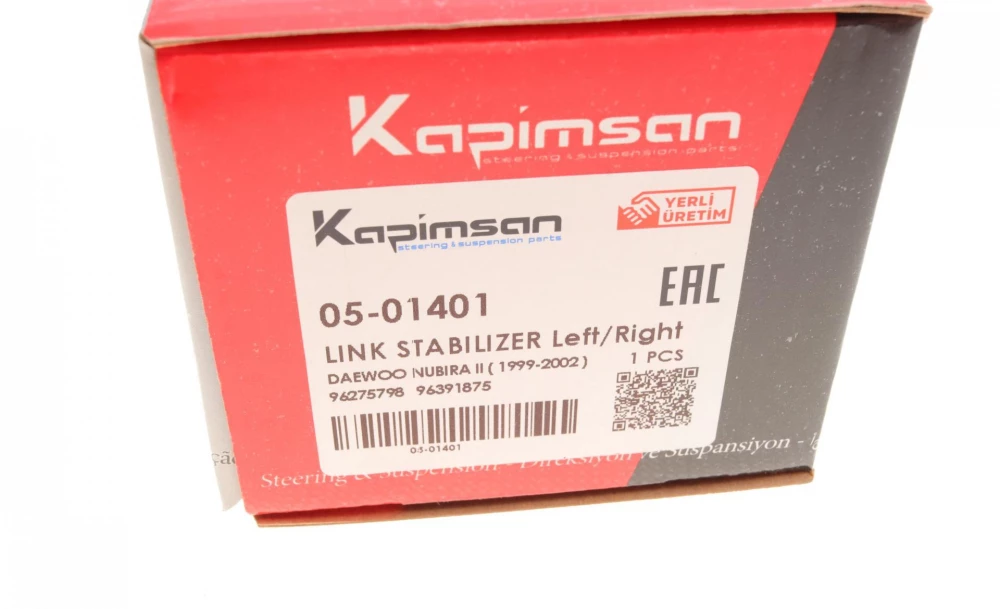 Kapimsan
steering & suspension parts
Kapimsan
steering & suspension parts
YERLİ
ÜRETİM
EAC
05-01401
LINK STABILIZER Left/Right
1 PCS
DAEWOO NUBIRA II ( 1999-2002 )
96275798 96391875
05-01401
Steering & Suspension - Direksiyon ve Suspansiyon -